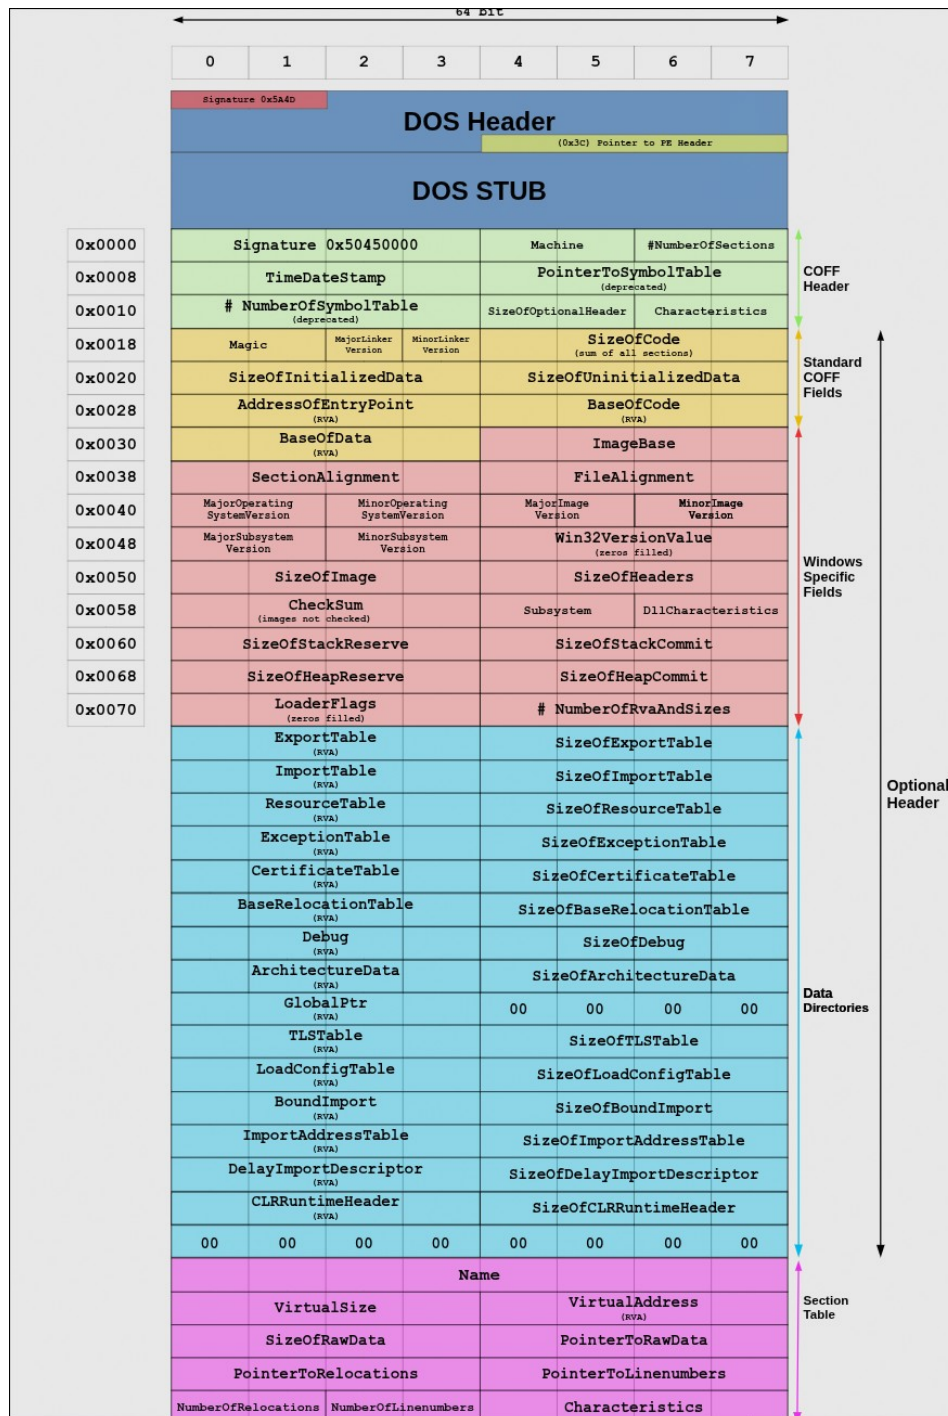 64 bit
0 1 2 3 4 5 6 7
Signature 0x5A4D
DOS Header
(0x3C) Pointer to PE Header
DOS STUB
0x0000 Signature 0x50450000 Machine #NumberOfSections
0x0008 TimeDateStamp PointerToSymbolTable
(deprecated)
COFF
Header
0x0010 # NumberOfSymbolTable SizeOfOptionalHeader Characteristics
(deprecated)
0x0018 Magic MajorLinker MinorLinker SizeOfCode
Version Version (sum of all sections)
0x0020 SizeOfInitializedData SizeOfUninitializedData
Standard
COFF
Fields
0x0028 AddressOfEntryPoint BaseOfCode
(RVA) (RVA)
0x0030 BaseOfData ImageBase
(RVA)
0x0038 SectionAlignment FileAlignment
0x0040 MajorOperating MinorOperating MajorImage MinorImage
SystemVersion SystemVersion Version Version
0x0048 MajorSubsystem MinorSubsystem Win32VersionValue
Version Version (zeros filled)
0x0050 SizeOfImage SizeOfHeaders
Windows
Specific
Fields
0x0058 CheckSum Subsystem DllCharacteristics
(images not checked)
0x0060 SizeOfStackReserve SizeOfStackCommit
0x0068 SizeOfHeapReserve SizeOfHeapCommit
0x0070 LoaderFlags # NumberOfRvaAndSizes
(zeros filled)
ExportTable SizeOfExportTable
(RVA)
ImportTable SizeOfImportTable
(RVA)
Optional
Header
ResourceTable SizeOfResourceTable
(RVA)
ExceptionTable SizeOfExceptionTable
(RVA)
CertificateTable SizeOfCertificateTable
(RVA)
BaseRelocationTable SizeOfBaseRelocationTable
(RVA)
Debug SizeOfDebug
(RVA)
ArchitectureData SizeOfArchitectureData
(RVA)
GlobalPtr 00 00 00 00
(RVA)
Data
Directories
TLSTable SizeOfTLSTable
(RVA)
LoadConfigTable SizeOfLoadConfigTable
(RVA)
BoundImport SizeOfBoundImport
(RVA)
ImportAddressTable SizeOfImportAddressTable
(RVA)
DelayImportDescriptor SizeOfDelayImportDescriptor
(RVA)
CLRRuntimeHeader SizeOfCLRRuntimeHeader
(RVA)
00 00 00 00 00 00 00 00
Name
VirtualSize VirtualAddress
(RVA)
Section
Table
SizeOfRawData PointerToRawData
PointerToRelocations PointerToLinenumbers
NumberOfRelocations NumberOfLinenumbers Characteristics